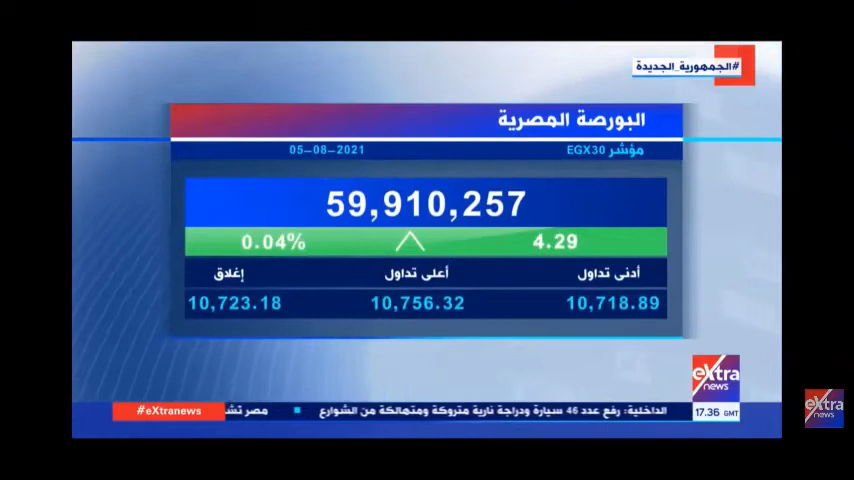 #الجمهورية_الجديدة
البورصة المصرية
مؤشر EGX30
05-08-2021
59,910,257
4.29
0.04%
أدنى تداول
أعلى تداول
إغلاق
10,718.89
10,756.32
10,723.18
eXtra
news
17.36 GMT
الداخلية: رفع عدد 46 سيارة ودراجة نارية متروكة ومتهالكة من الشوارع
مصر تشـ
#eXtranews
eXtra
news